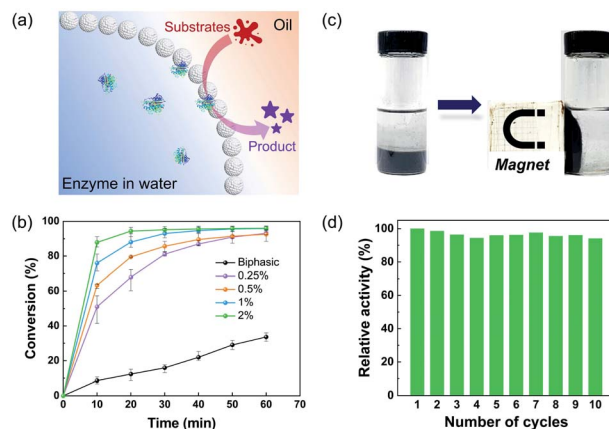 (a)
Substrates
Oil
Product
Enzyme in water
(b)
Conversion (%)
100
80
60
40
20
0
Biphasic
0.25%
0.5%
1%
2%
0 10 20 30 40 50 60 70
Time (min)
(c)
Magnet
(d)
Relative activity (%)
100
80
60
40
20
0
1 2 3 4 5 6 7 8 9 10
Number of cycles